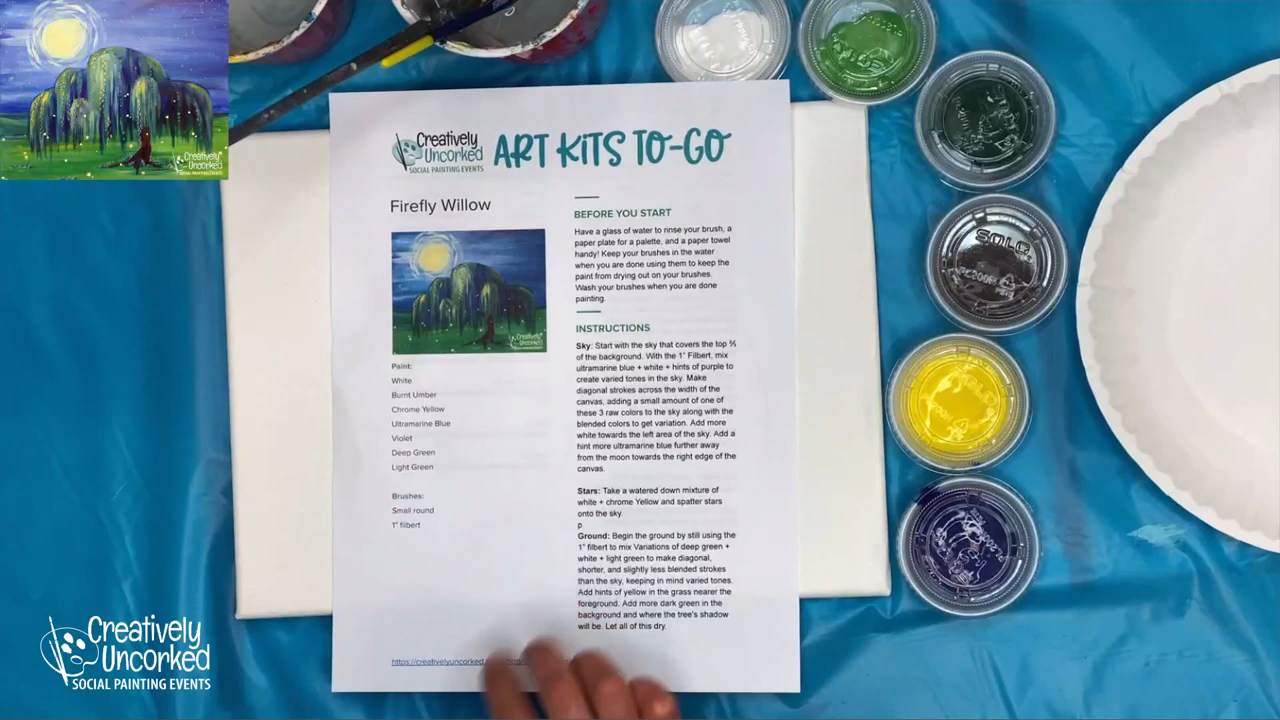 Creatively
Uncorked
SOCIAL PAINTING EVENTS
ART KITS TO-GO
Firefly Willow
Creatively
Uncorked
Paint:
White
Burnt Umber
Chrome Yellow
Ultramarine Blue
Violet
Deep Green
Light Green
Brushes:
Small round
1" filbert
BEFORE YOU START
Have a glass of water to rinse your brush, a
paper plate for a palette, and a paper towel
handy! Keep your brushes in the water
when you are done using them to keep the
paint from drying out on your brushes.
Wash your brushes when you are done
painting.
INSTRUCTIONS
Sky: Start with the sky that covers the top ⅔
of the background. With the 1" Filbert, mix
ultramarine blue + white + hints of purple to
create varied tones in the sky. Make
diagonal strokes across the width of the
canvas, adding a small amount of one of
these 3 raw colors to the sky along with the
blended colors to get variation. Add more
white towards the left area of the sky. Add a
hint more ultramarine blue further away
from the moon towards the right edge of the
canvas.
Stars: Take a watered down mixture of
white + chrome Yellow and spatter stars
onto the sky.
p
Ground: Begin the ground by still using the
1" filbert to mix Variations of deep green +
white + light green to make diagonal,
shorter, and slightly less blended strokes
than the sky, keeping in mind varied tones.
Add hints of yellow in the grass nearer the
foreground. Add more dark green in the
background and where the tree's shadow
will be. Let all of this dry.
https://creativelyuncorked.
Creatively
Uncorked
SOCIAL PAINTING EVENTS
SOLO
Creatively
Uncorked
SOCIAL PAINTING EVENTS